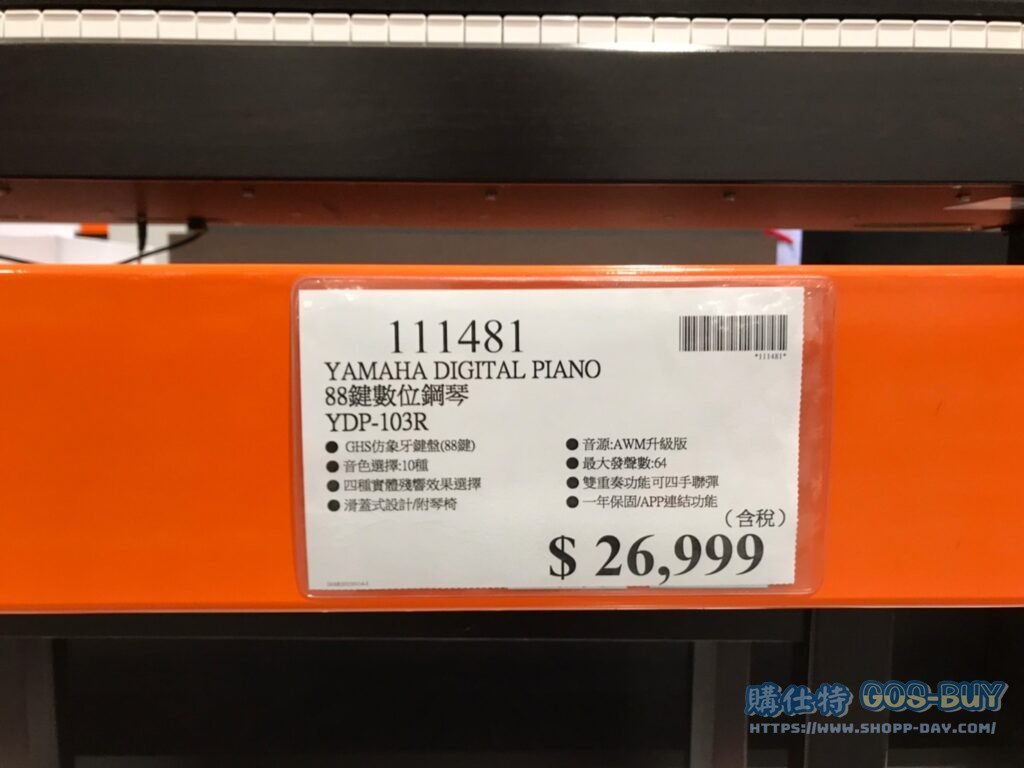 111481
*111481*
YAMAHA DIGITAL PIANO
88鍵數位鋼琴
YDP-103R
● GHS仿象牙鍵盤(88鍵)
● 音色選擇:10種
● 四種實體殘響效果選擇
● 滑蓋式設計/附琴椅
● 音源:AWM升級版
● 最大發聲數:64
● 雙重奏功能可四手聯彈
● 一年保固/APP連結功能
（含稅）
$ 26,999
購仕特 GOS-BUY
HTTPS://WWW.SHOPP-DAY.COM/